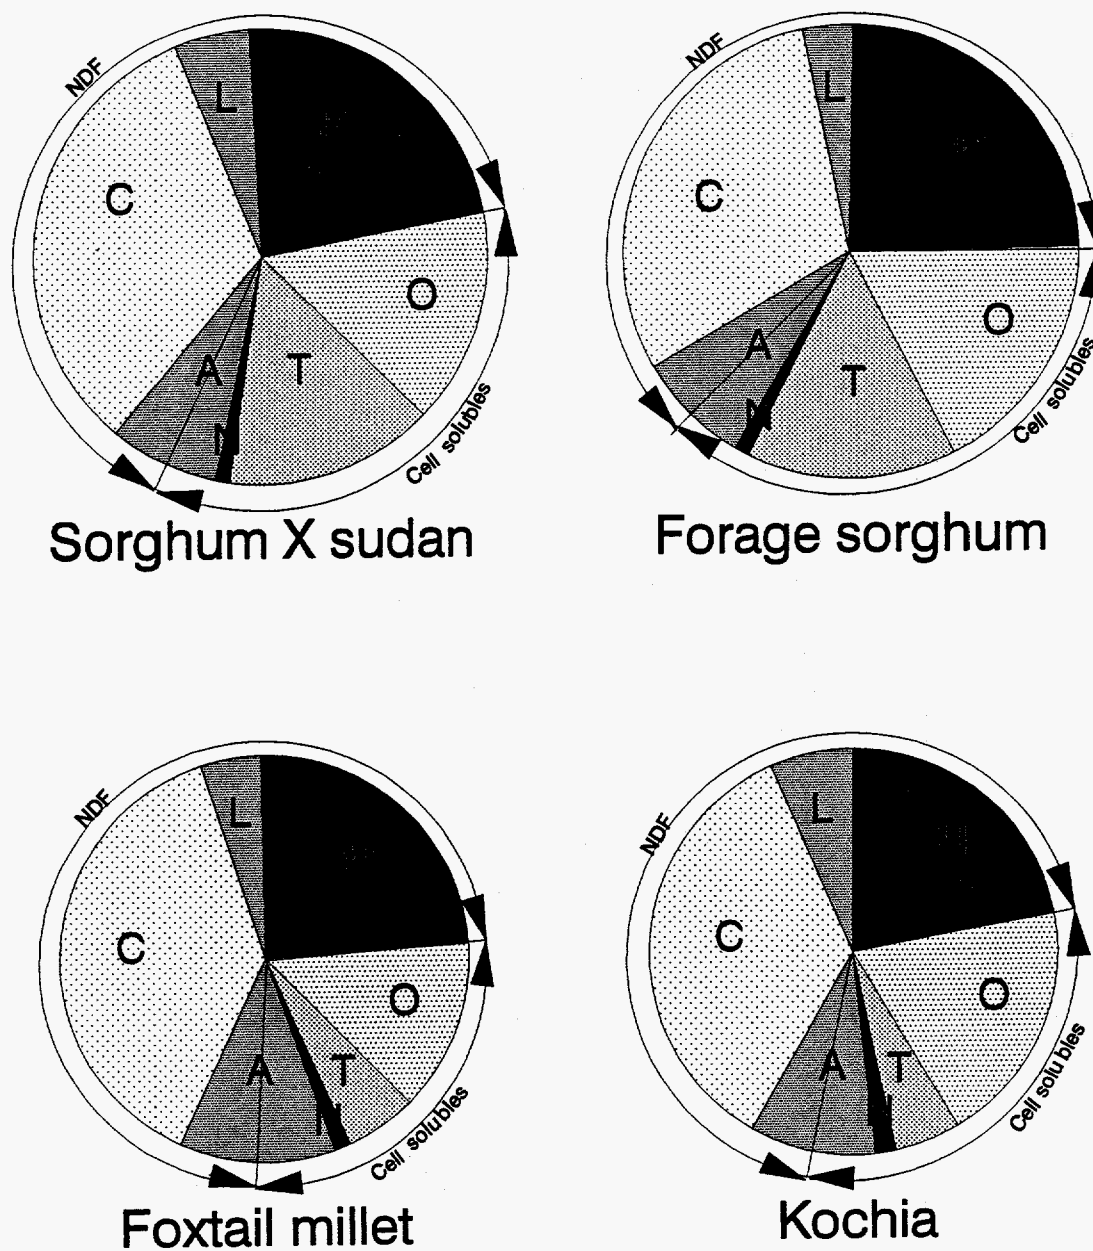 NDF
L
C
O
A
T
N
Cell solubles
Sorghum X sudan
NDF
L
C
O
A
T
N
Cell solubles
Forage sorghum
NDF
L
C
O
A
T
N
Cell solubles
Foxtail millet
NDF
L
C
O
A
T
Cell solubles
Kochia